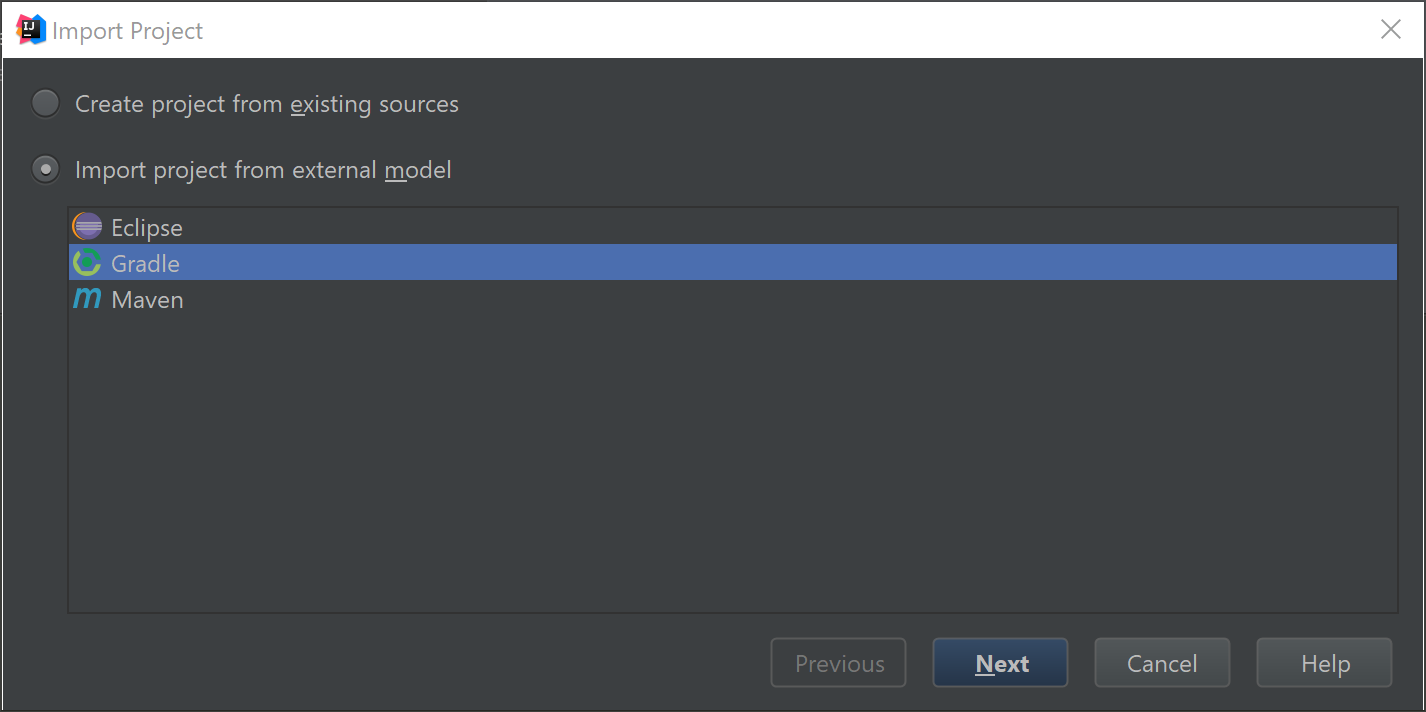 IJ Import Project
Create project from existing sources
Import project from external model
Eclipse
Gradle
m Maven
Previous Next Cancel Help